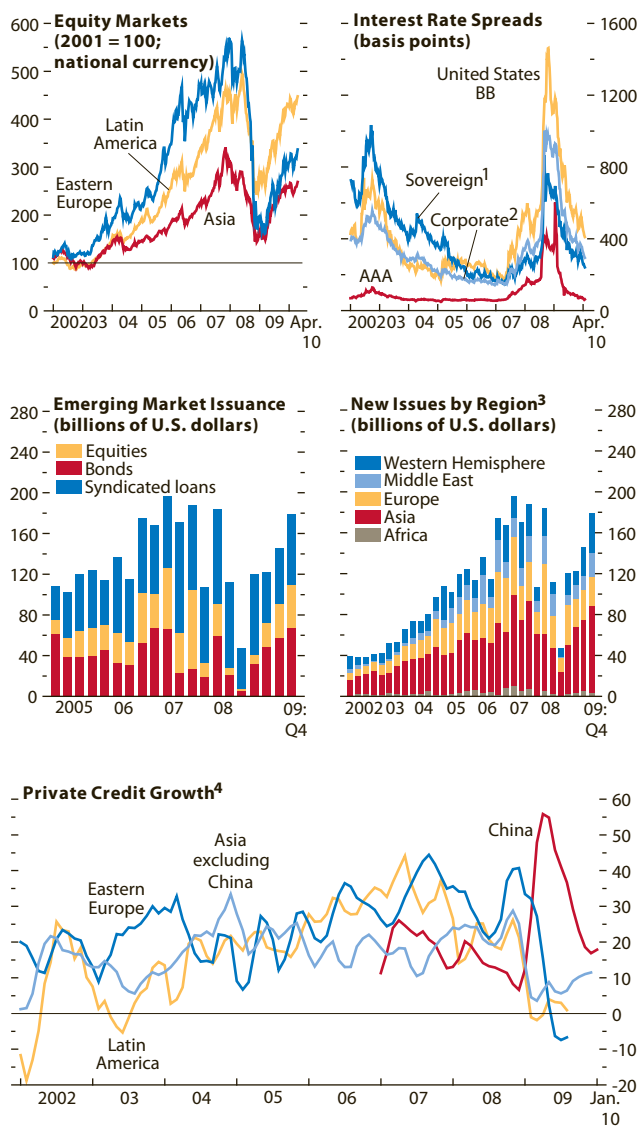 Equity Markets
(2001 = 100;
national currency)
600
500
400
300
200
100
0
Latin
America
Eastern
Europe
Asia
2002 03 04 05 06 07 08 09 Apr.
10
Interest Rate Spreads
(basis points)
1600
1200
800
400
0
United States
BB
Sovereign1
Corporate2
AAA
2002 03 04 05 06 07 08 Apr.
10
Emerging Market Issuance
(billions of U.S. dollars)
280
240
200
160
120
80
40
0
Equities
Bonds
Syndicated loans
2005 06 07 08 09:
Q4
New Issues by Region3
(billions of U.S. dollars)
280
240
200
160
120
80
40
0
Western Hemisphere
Middle East
Europe
Asia
Africa
2002 03 04 05 06 07 08 09:
Q4
Private Credit Growth4
60
50
40
30
20
10
0
-10
-20
China
Asia
excluding
China
Eastern
Europe
Latin
America
2002 03 04 05 06 07 08 09 Jan.
10